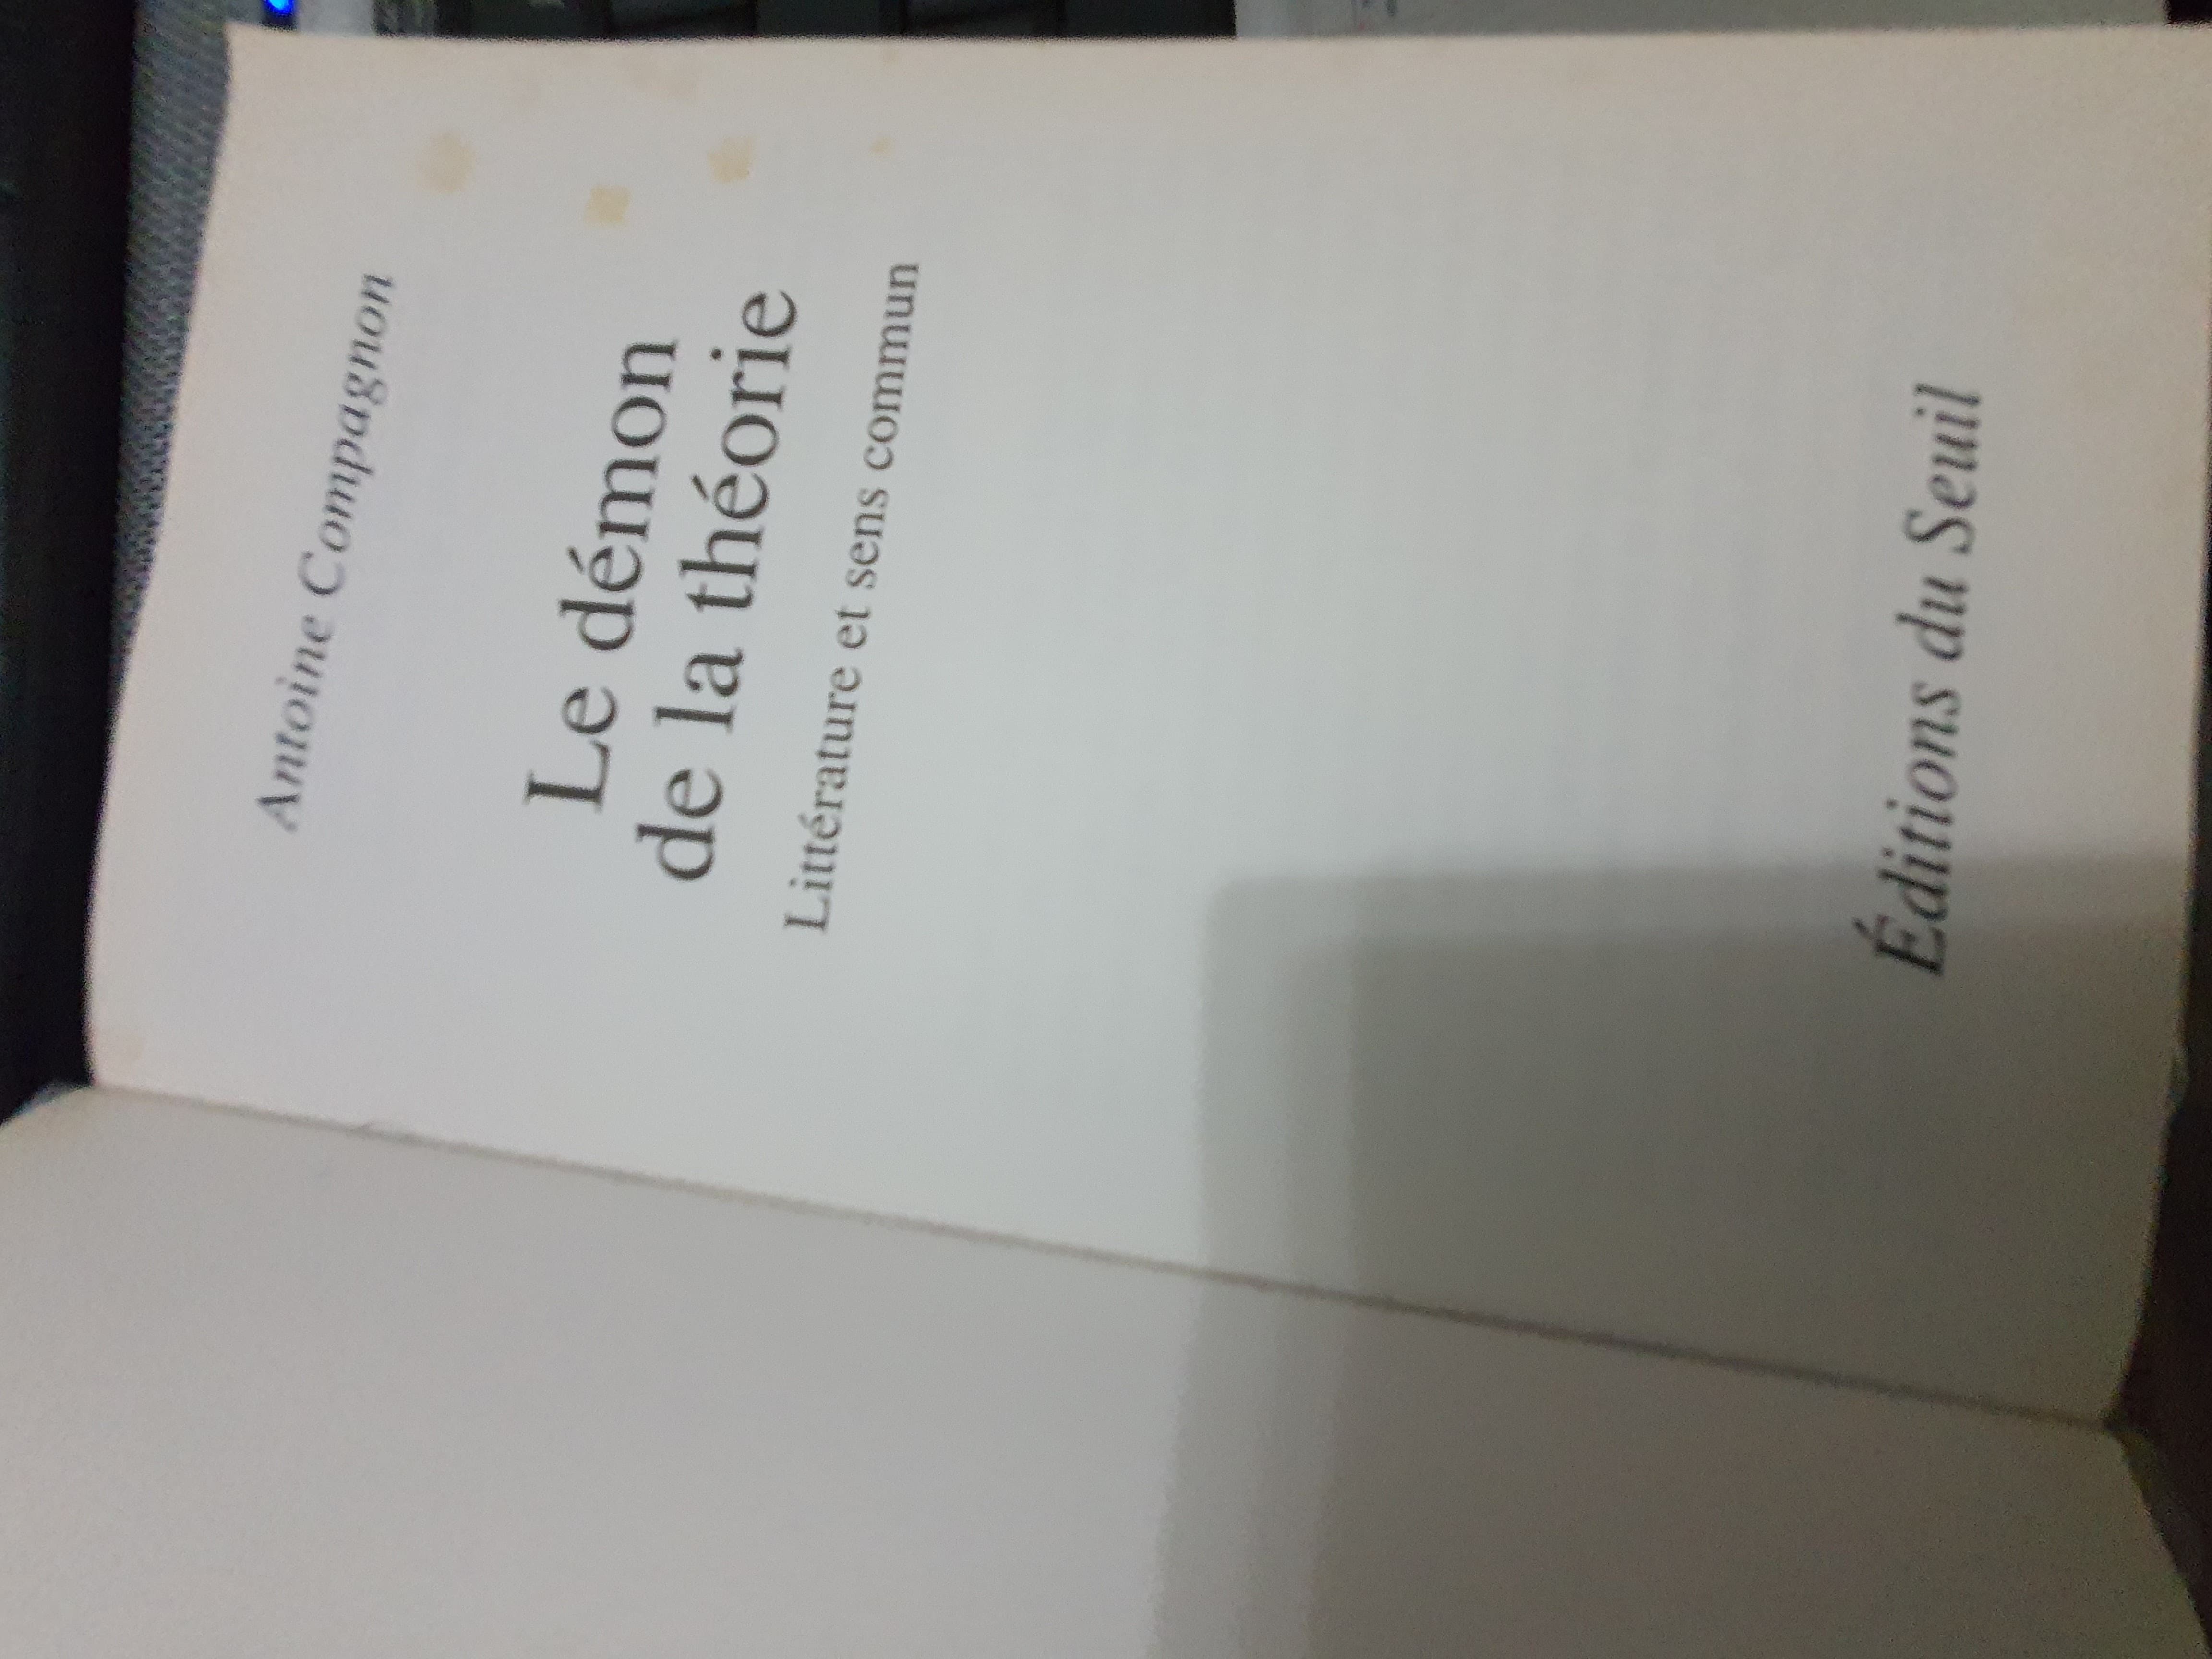 Antoine Compagnon
Le démon
de la théorie
Littérature et sens commun
Éditions du Seuil